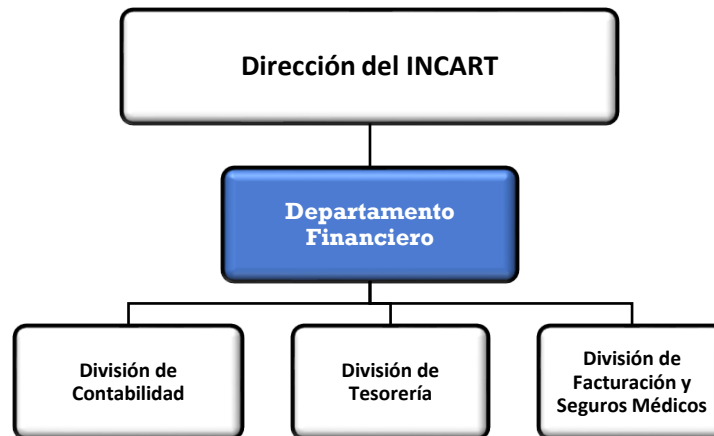 Dirección del INCART
Departamento
Financiero
División de
Contabilidad
División de
Tesorería
División de
Facturación y
Seguros Médicos